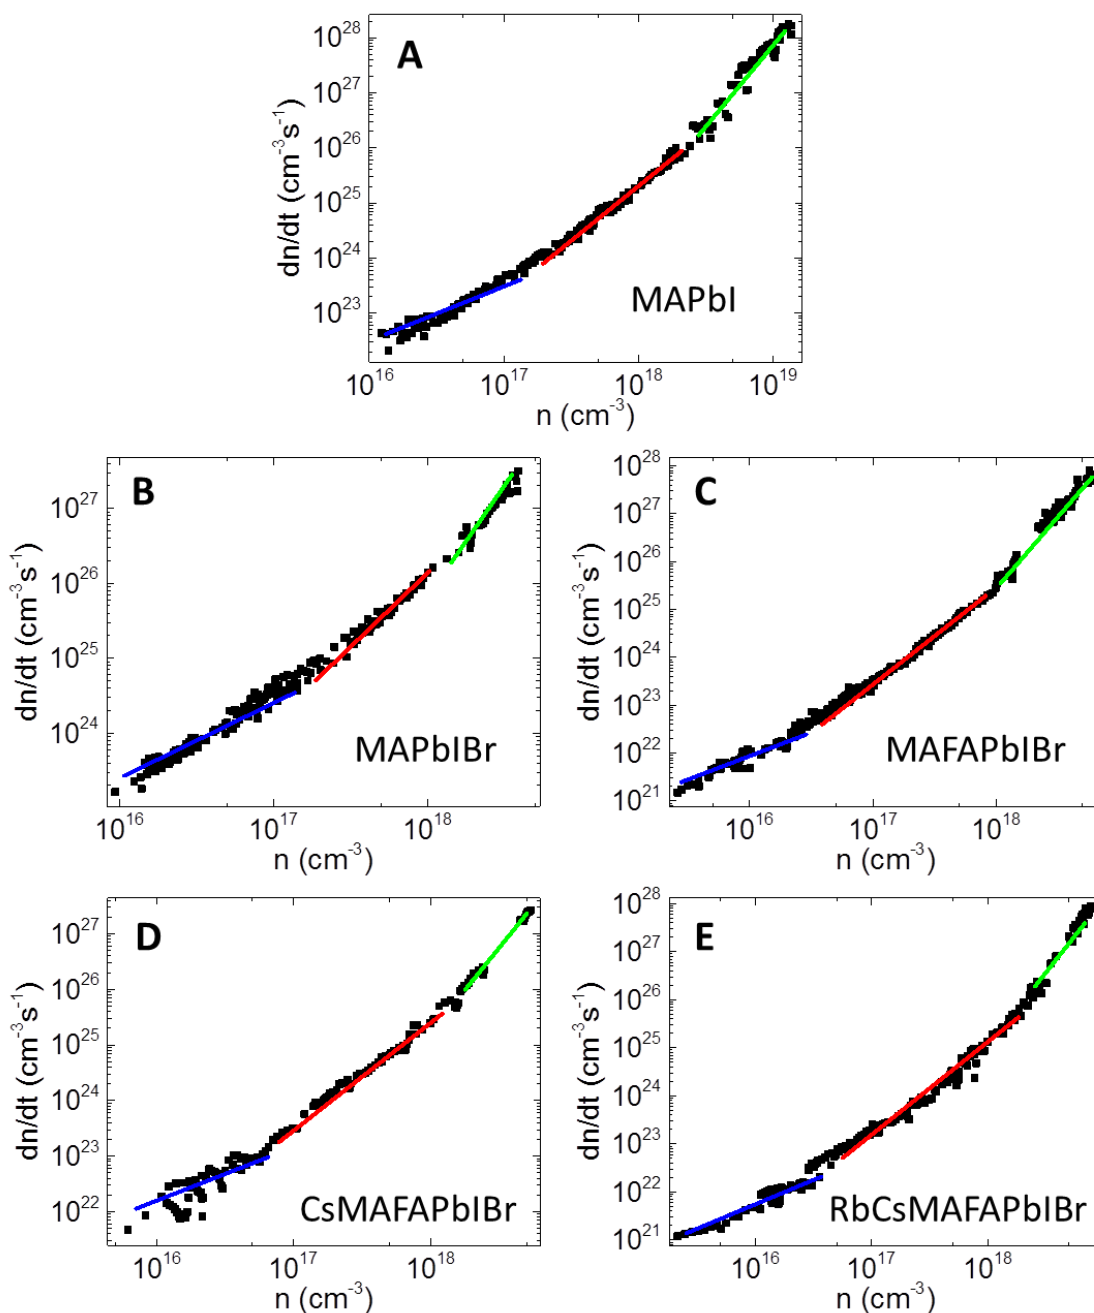 A
10²⁸
10²⁷
10²⁶
10²⁵
10²⁴
10²³
dn/dt (cm⁻³s⁻¹)
MAPbI
10¹⁶ 10¹⁷ 10¹⁸ 10¹⁹
n (cm⁻³)
B
10²⁷
10²⁶
10²⁵
10²⁴
dn/dt (cm⁻³s⁻¹)
MAPbIBr
10¹⁶ 10¹⁷ 10¹⁸
n (cm⁻³)
C
10²⁸
10²⁷
10²⁶
10²⁵
10²⁴
10²³
10²²
10²¹
dn/dt (cm⁻³s⁻¹)
MAFAPbIBr
10¹⁶ 10¹⁷ 10¹⁸
n (cm⁻³)
D
10²⁷
10²⁶
10²⁵
10²⁴
10²³
10²²
dn/dt (cm⁻³s⁻¹)
CsMAFAPbIBr
10¹⁶ 10¹⁷ 10¹⁸
n (cm⁻³)
E
10²⁸
10²⁷
10²⁶
10²⁵
10²⁴
10²³
10²²
10²¹
dn/dt (cm⁻³s⁻¹)
RbCsMAFAPbIBr
10¹⁶ 10¹⁷ 10¹⁸
n (cm⁻³)